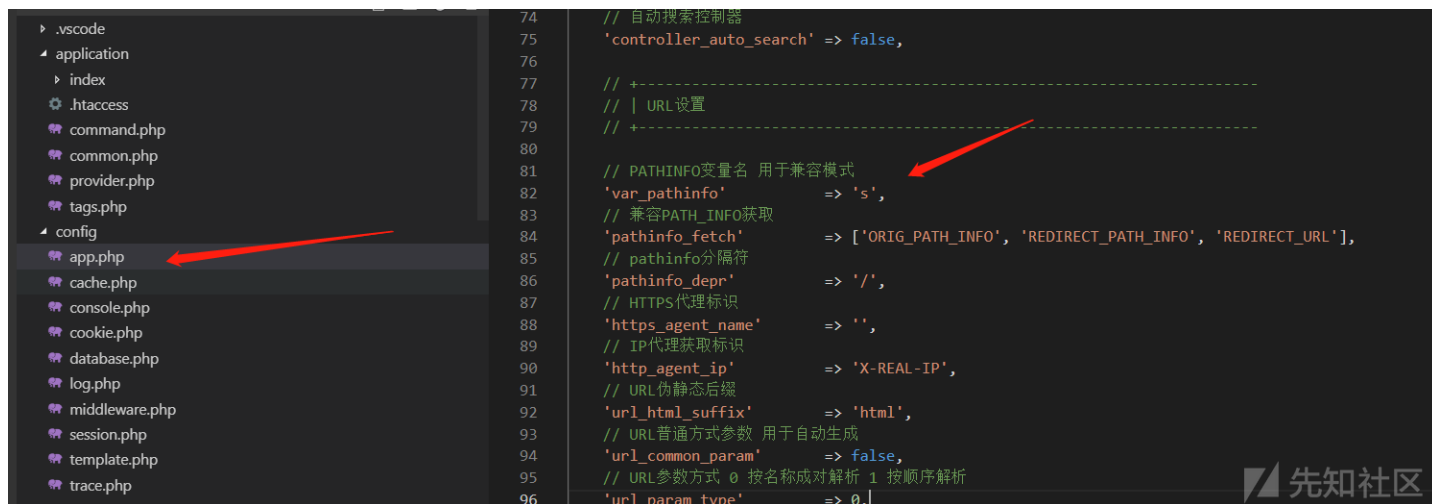 .vscode
application
index
.htaccess
command.php
common.php
provider.php
tags.php
config
app.php
cache.php
console.php
cookie.php
database.php
log.php
middleware.php
session.php
template.php
trace.php
74 // 自动搜索控制器
75 'controller_auto_search' => false,
76
77 // +----------------------------------------------------------------------
78 // | URL设置
79 // +----------------------------------------------------------------------
80
81 // PATHINFO变量名 用于兼容模式
82 'var_pathinfo' => 's',
83 // 兼容PATH_INFO获取
84 'pathinfo_fetch' => ['ORIG_PATH_INFO', 'REDIRECT_PATH_INFO', 'REDIRECT_URL'],
85 // pathinfo分隔符
86 'pathinfo_depr' => '/',
87 // HTTPS代理标识
88 'https_agent_name' => '',
89 // IP代理获取标识
90 'http_agent_ip' => 'X-REAL-IP',
91 // URL伪静态后缀
92 'url_html_suffix' => 'html',
93 // URL普通方式参数 用于自动生成
94 'url_common_param' => false,
95 // URL参数方式 0 按名称成对解析 1 按顺序解析
96 'url_param_type' => 0,
先知社区